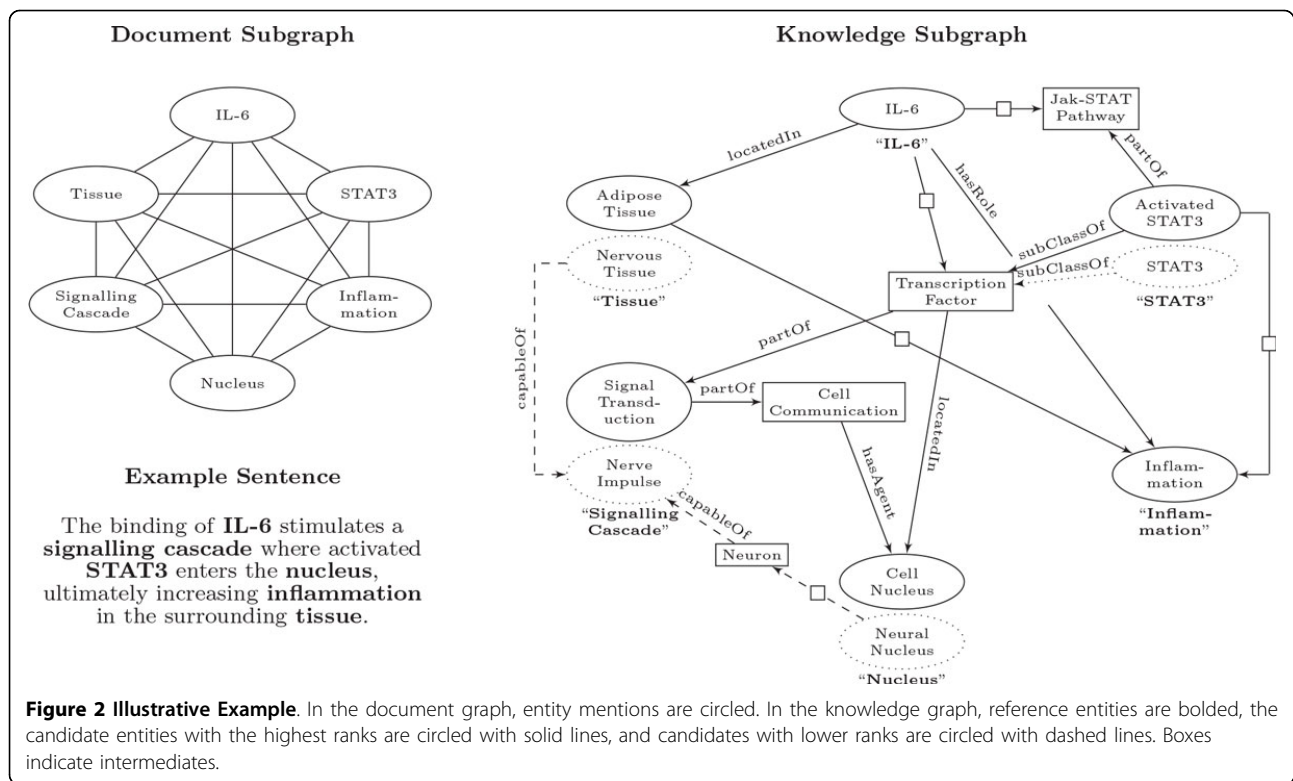 Document Subgraph
IL-6
Tissue
STAT3
Signalling
Cascade
Inflam-
mation
Nucleus
Example Sentence
The binding of IL-6 stimulates a
signalling cascade where activated
STAT3 enters the nucleus,
ultimately increasing inflammation
in the surrounding tissue.
Knowledge Subgraph
IL-6
"IL-6"
Jak-STAT
Pathway
locatedIn
hasRole
partOf
Adipose
Tissue
Nervous
Tissue
"Tissue"
Activated
STAT3
subClassOf
subClassOf
STAT3
"STAT3"
Transcription
Factor
capableOf
partOf
Signal
Transd-
uction
partOf
Cell
Communication
locatedIn
Nerve
Impulse
"Signalling
Cascade"
hasAgent
capableOf
Neuron
Inflam-
mation
"Inflam-
mation"
Cell
Nucleus
Neural
Nucleus
"Nucleus"
Figure 2 Illustrative Example. In the document graph, entity mentions are circled. In the knowledge graph, reference entities are bolded, the
candidate entities with the highest ranks are circled with solid lines, and candidates with lower ranks are circled with dashed lines. Boxes
indicate intermediates.